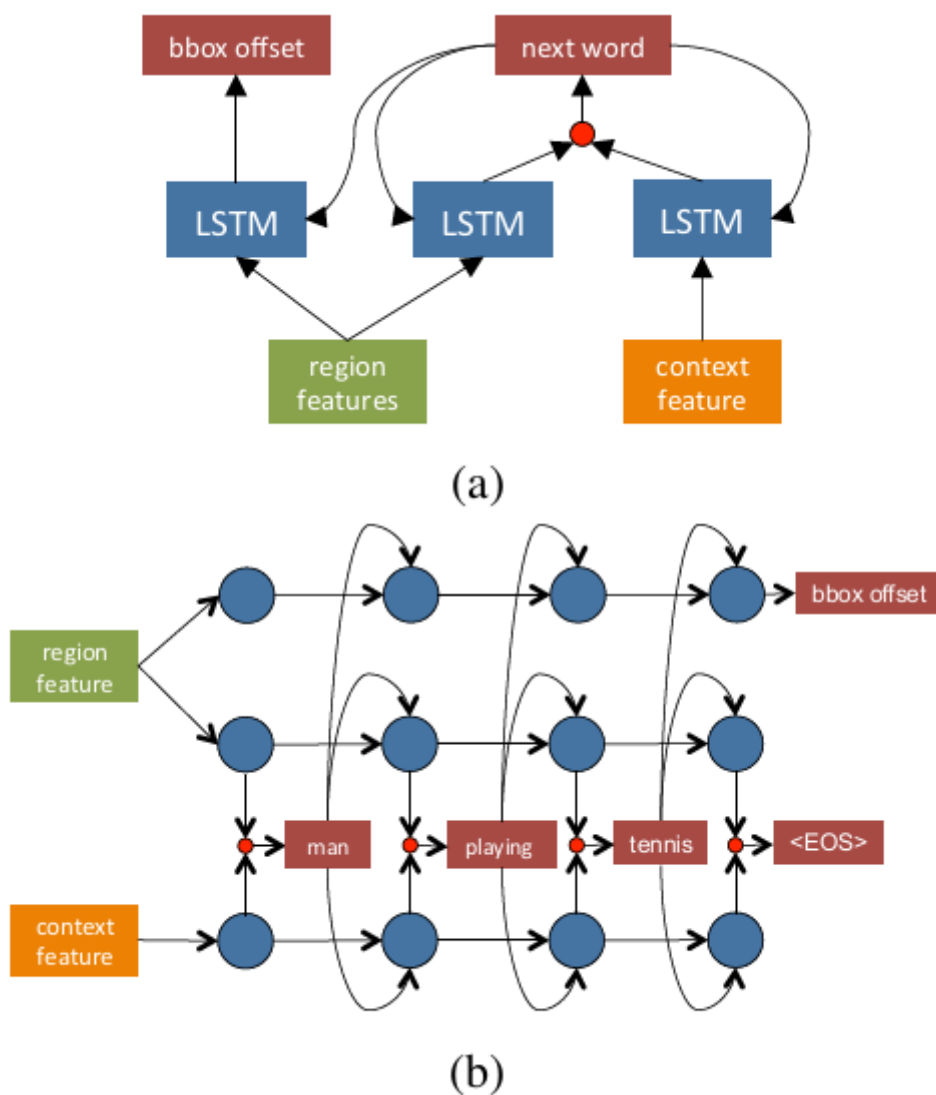 bbox offset
next word
LSTM
LSTM
LSTM
region
features
context
feature
(a)
bbox offset
region
feature
man
playing
tennis
<EOS>
context
feature
(b)